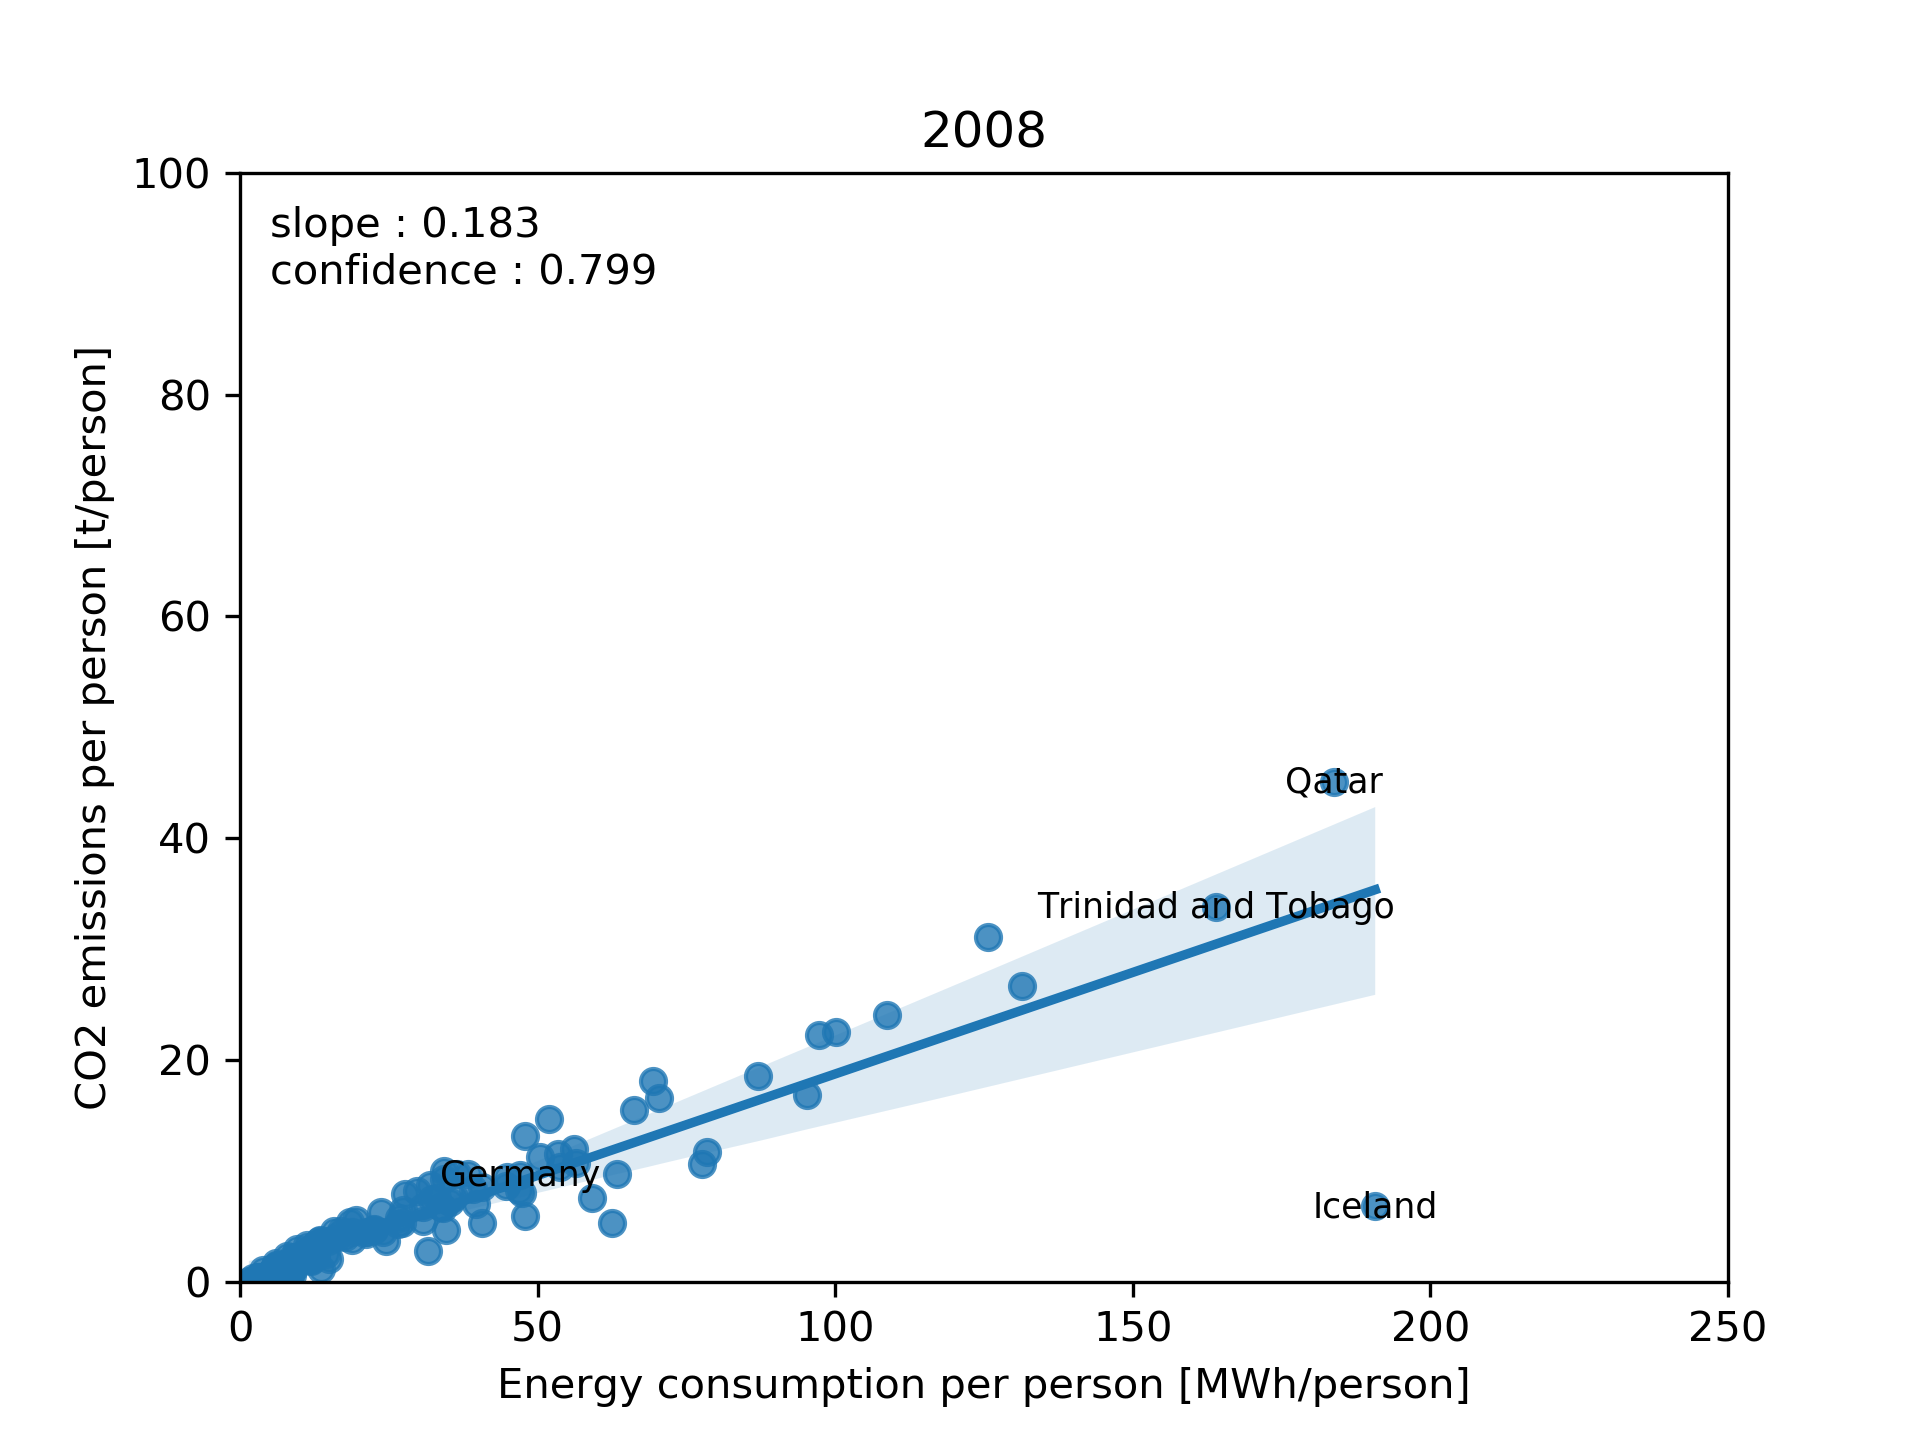 2008
slope : 0.183
confidence : 0.799
CO2 emissions per person [t/person]
100
80
60
40
20
0
Qatar
Trinidad and Tobago
Germany
Iceland
0 50 100 150 200 250
Energy consumption per person [MWh/person]